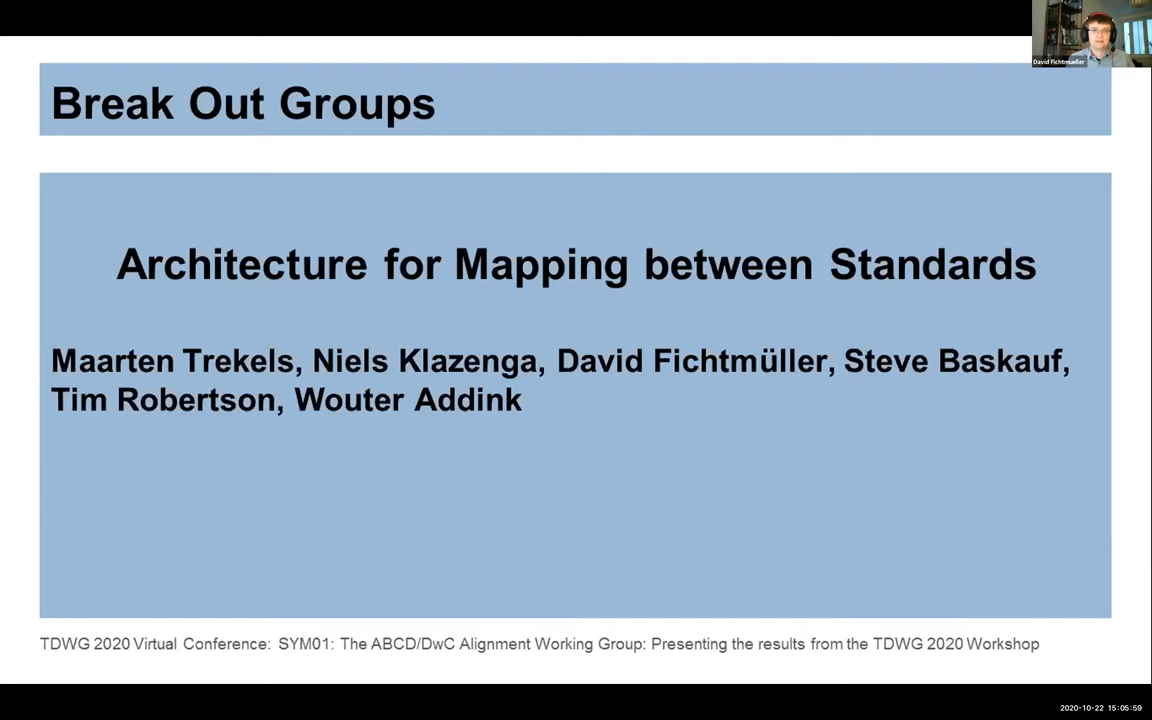 David Fichtmueller
Break Out Groups
Architecture for Mapping between Standards
Maarten Trekels, Niels Klazenga, David Fichtmüller, Steve Baskauf,
Tim Robertson, Wouter Addink
TDWG 2020 Virtual Conference: SYM01: The ABCD/DwC Alignment Working Group: Presenting the results from the TDWG 2020 Workshop
2020-10-22 15:05:59